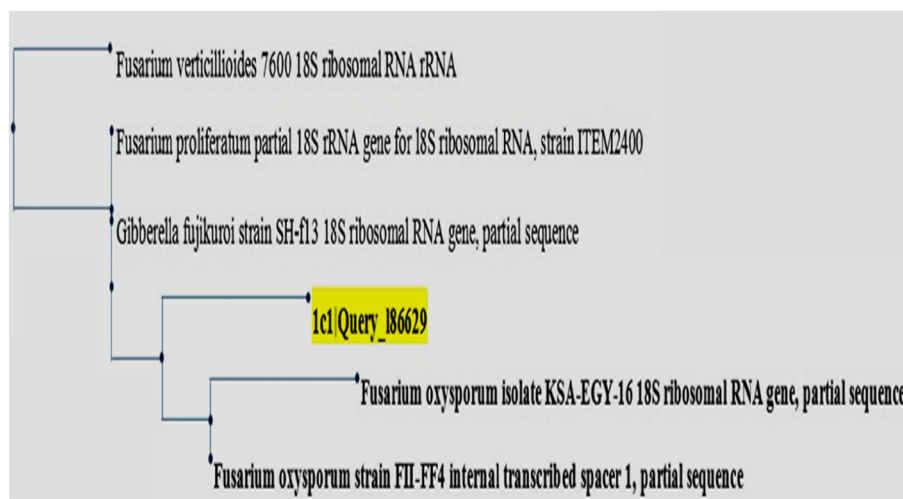 Fusarium verticillioides 7600 18S ribosomal RNA rRNA
Fusarium proliferatum partial 18S rRNA gene for l8S ribosomal RNA, strain ITEM2400
Gibberella fujikuroi strain SH-f13 18S ribosomal RNA gene, partial sequence
1c1|Query_l86629
Fusarium oxysporum isolate KSA-EGY-16 18S ribosomal RNA gene, partial sequence
Fusarium oxysporum strain FII-FF4 internal transcribed spacer 1, partial sequence